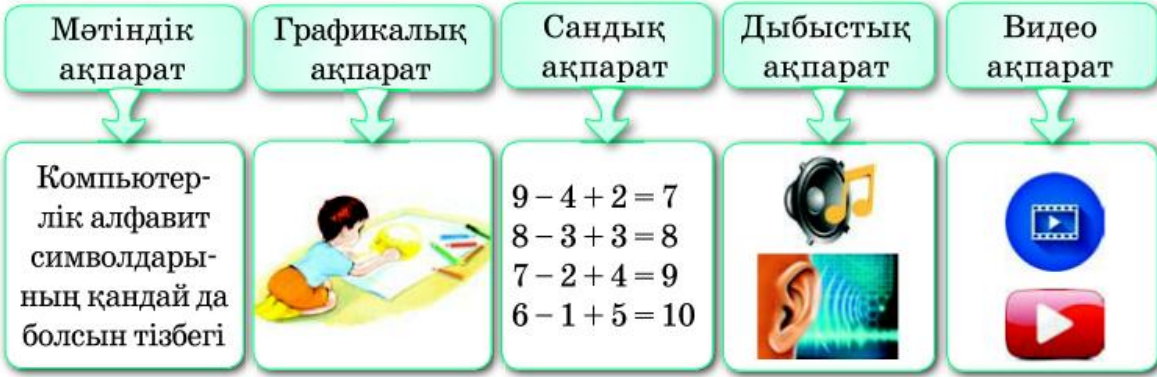 Мәтіндік
ақпарат
Графикалық
ақпарат
Сандық
ақпарат
Дыбыстық
ақпарат
Видео
ақпарат
Компьютер-
лік алфавит
символдары-
ның қандай да
болсын тізбегі
9 – 4 + 2 = 7
8 – 3 + 3 = 8
7 – 2 + 4 = 9
6 – 1 + 5 = 10